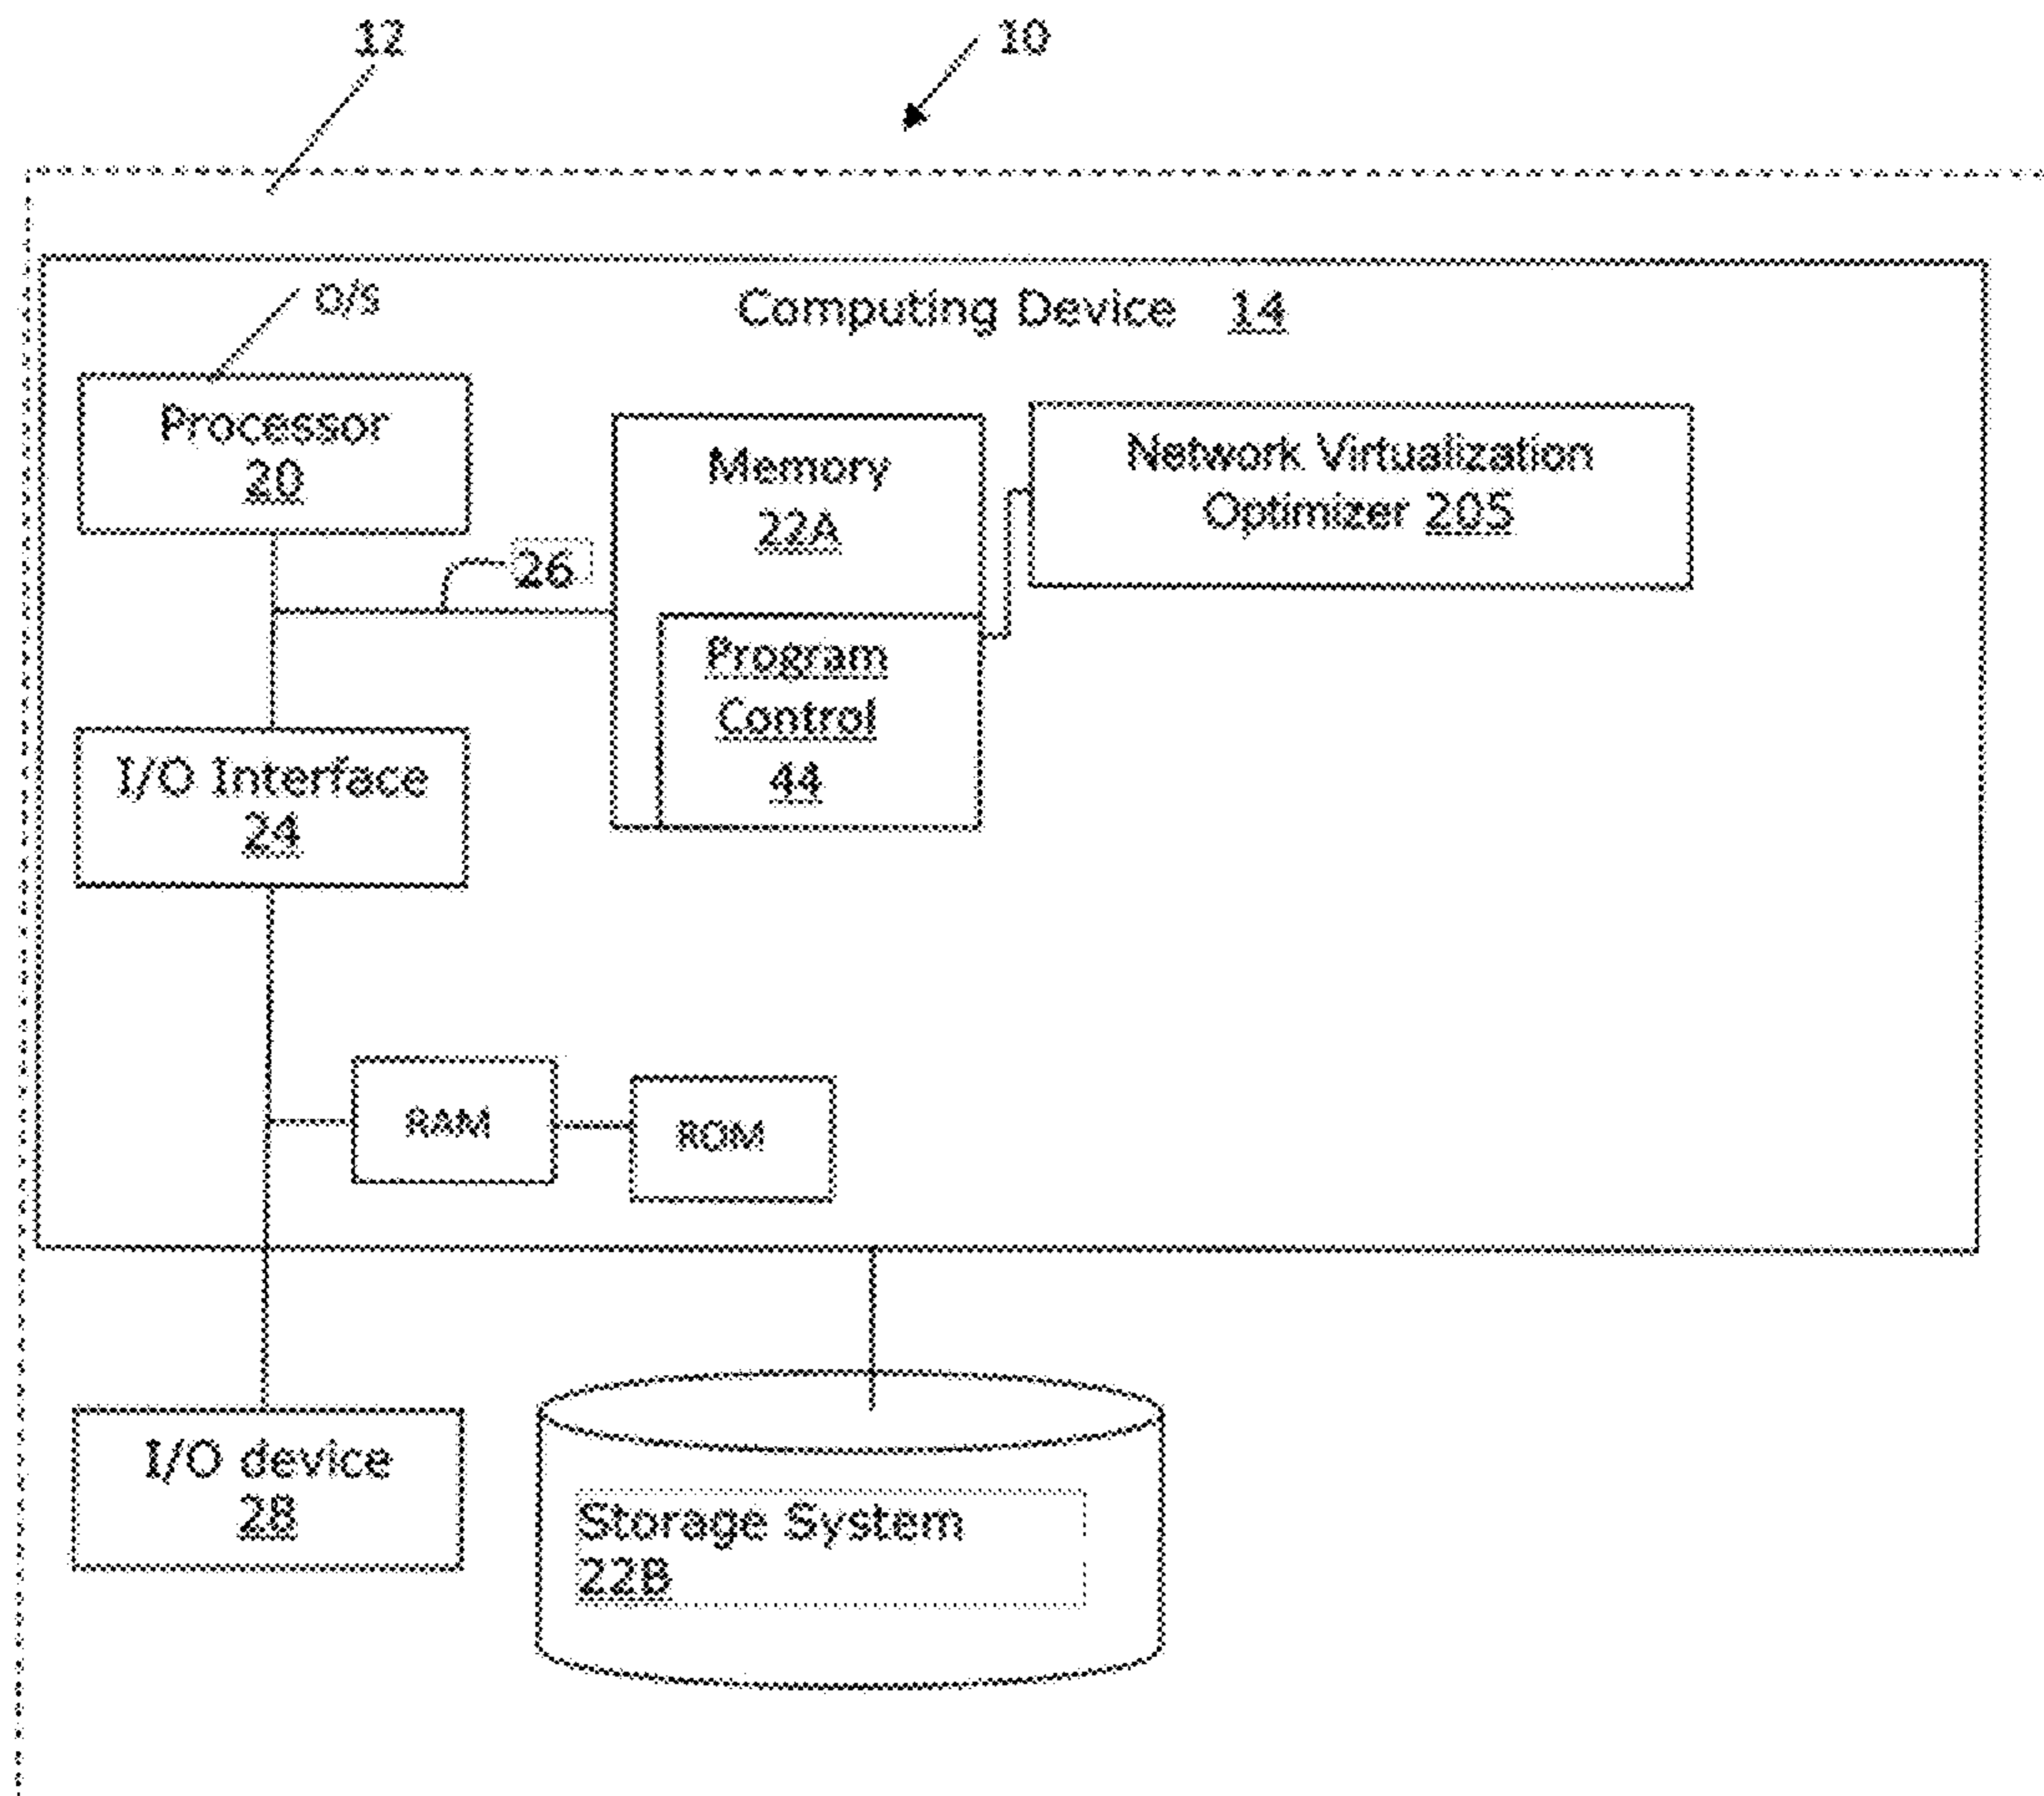 12
10
O/S
Computing Device 14
Processor
20
Memory
22A
Network Virtualization
Optimizer 205
26
Program
Control
44
I/O Interface
24
RAM
ROM
I/O device
28
Storage System
22B